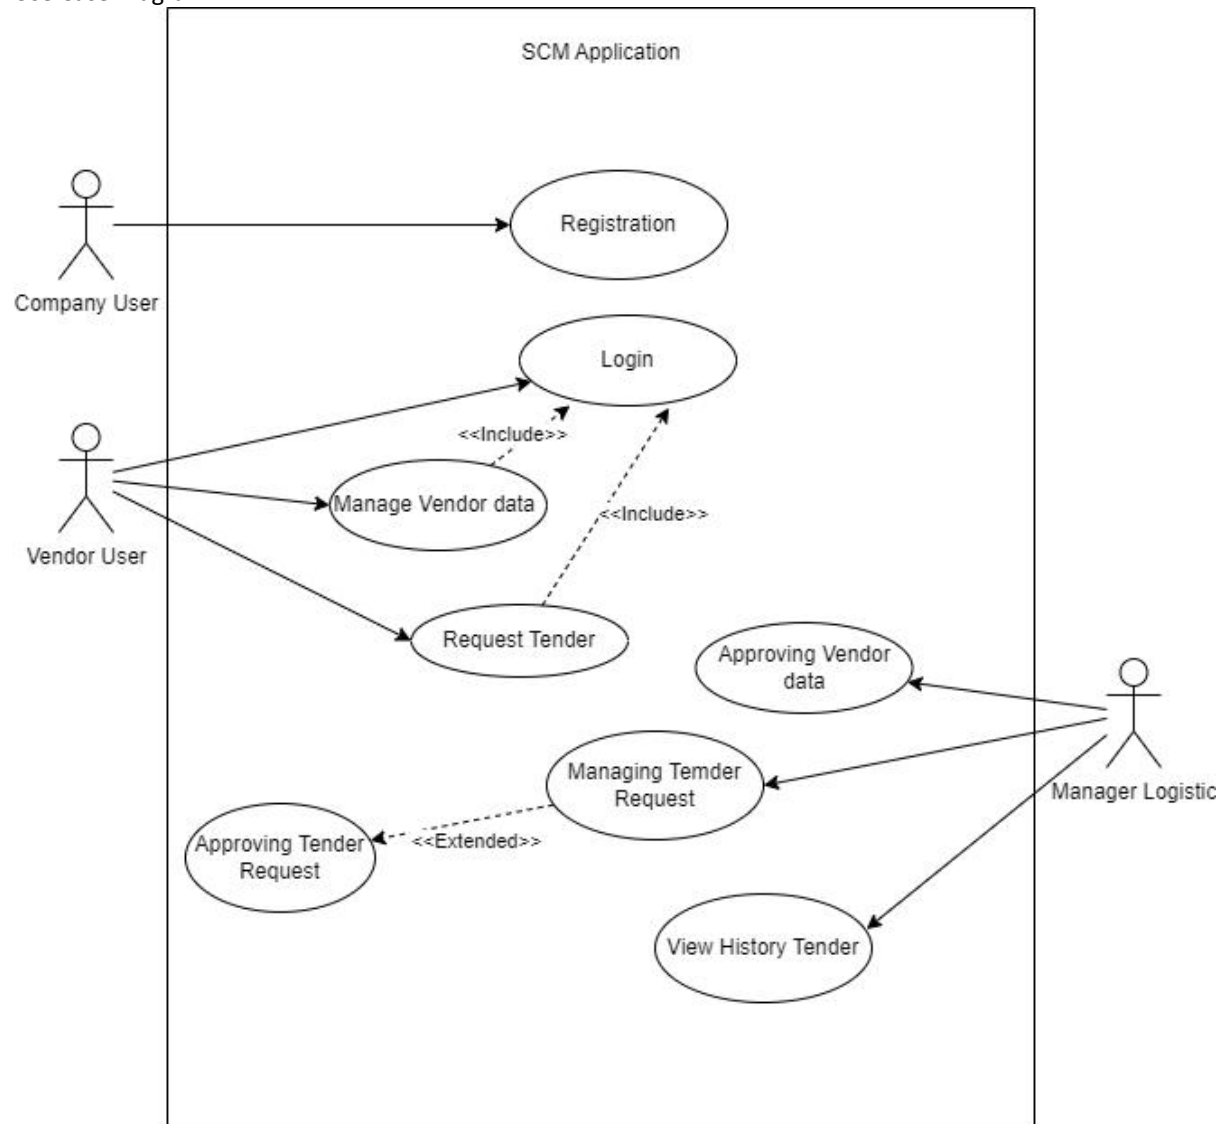 SCM Application
Registration
Company User
Login
<<Include>>
Manage Vendor data
<<Include>>
Vendor User
Request Tender
Approving Vendor
data
Managing Temder
Request
Manager Logistic
Approving Tender
Request
<<Extended>>
View History Tender